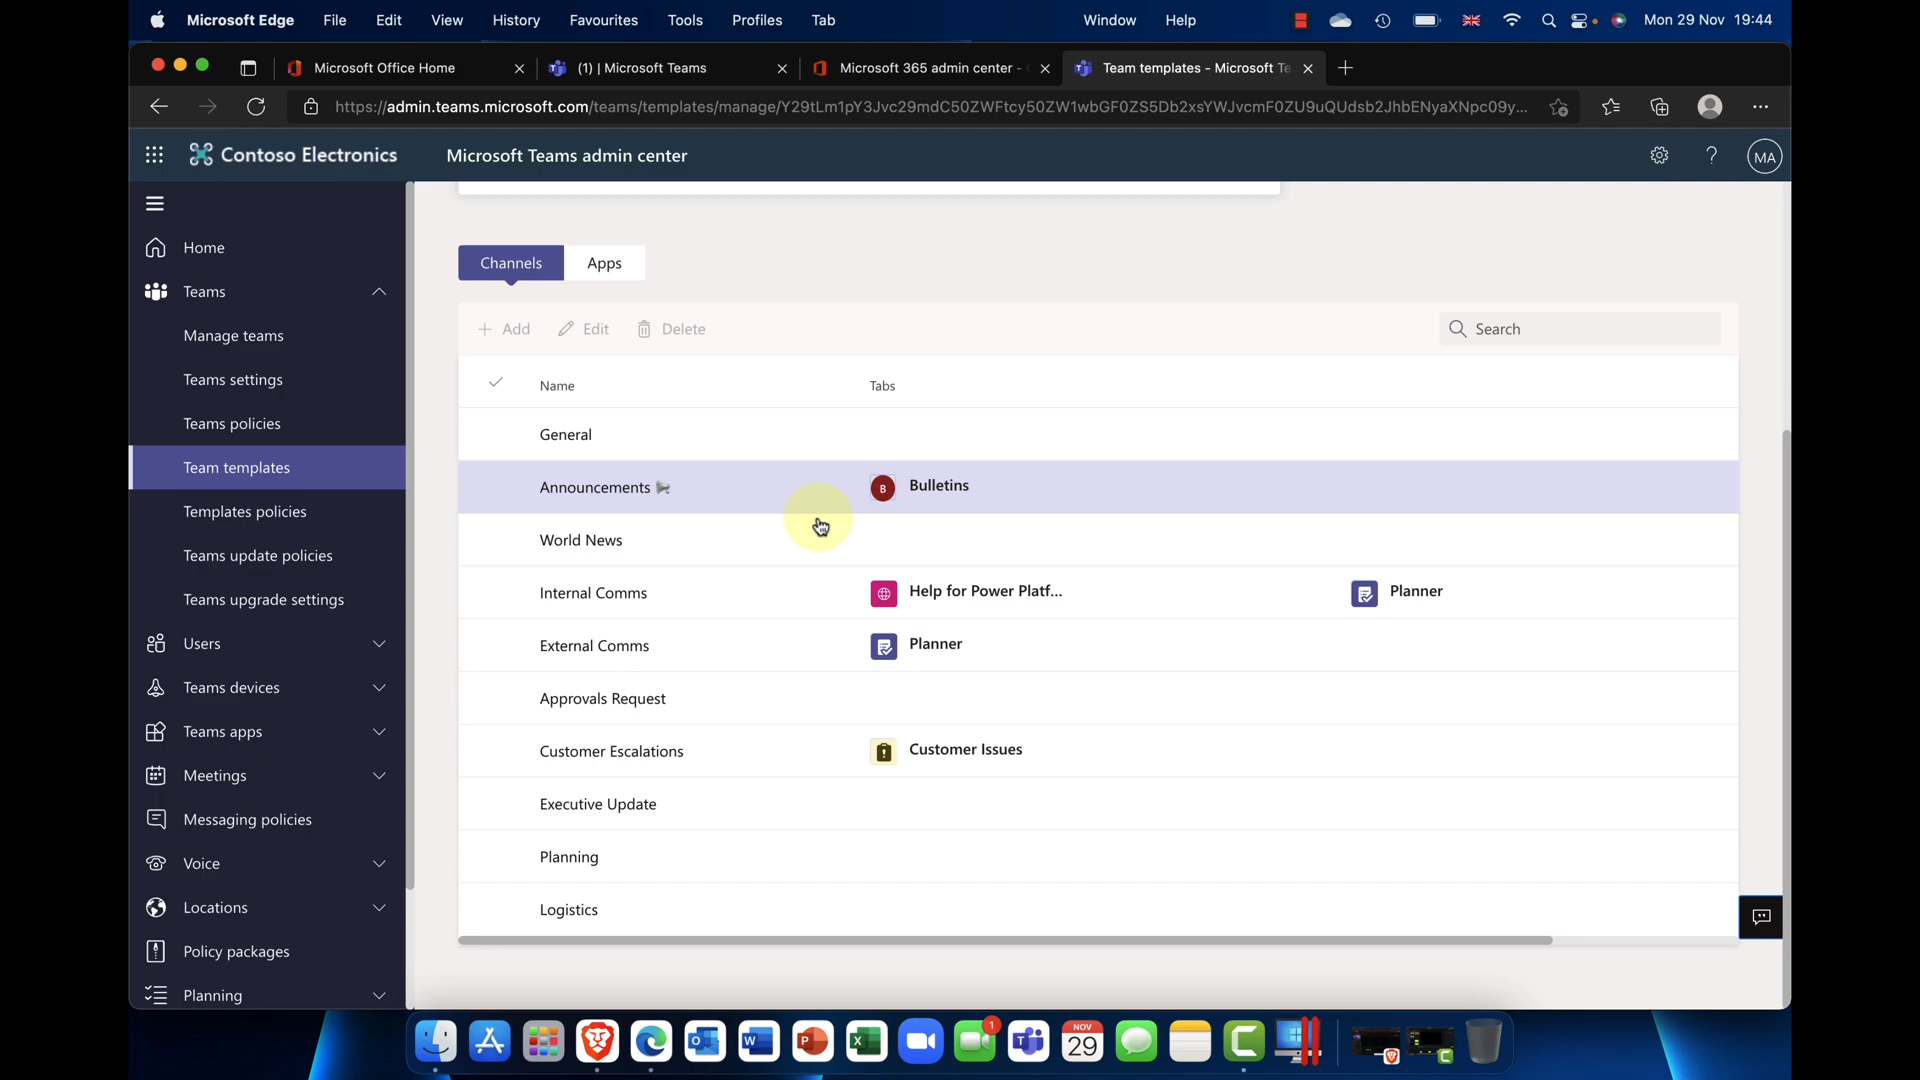 Microsoft Edge File Edit View History Favourites Tools Profiles Tab Window Help Mon 29 Nov 19:44
Microsoft Office Home (1) | Microsoft Teams Microsoft 365 admin center - Team templates - Microsoft Te
https://admin.teams.microsoft.com/teams/templates/manage/Y29tLm1pY3Jvc29mdC50ZWFtcy50ZW1wbGF0ZS5Db2xsYWJvcmF0ZU9uQUdsb2JhbENyaXNpc09y...
Contoso Electronics Microsoft Teams admin center ? MA
Home
Teams
Manage teams
Teams settings
Teams policies
Team templates
Templates policies
Teams update policies
Teams upgrade settings
Users
Teams devices
Teams apps
Meetings
Messaging policies
Voice
Locations
Policy packages
Planning
Channels Apps
+ Add Edit Delete Search
Name Tabs
General
Announcements B Bulletins
World News
Internal Comms Help for Power Platf... Planner
External Comms Planner
Approvals Request
Customer Escalations Customer Issues
Executive Update
Planning
Logistics
1
NOV
29